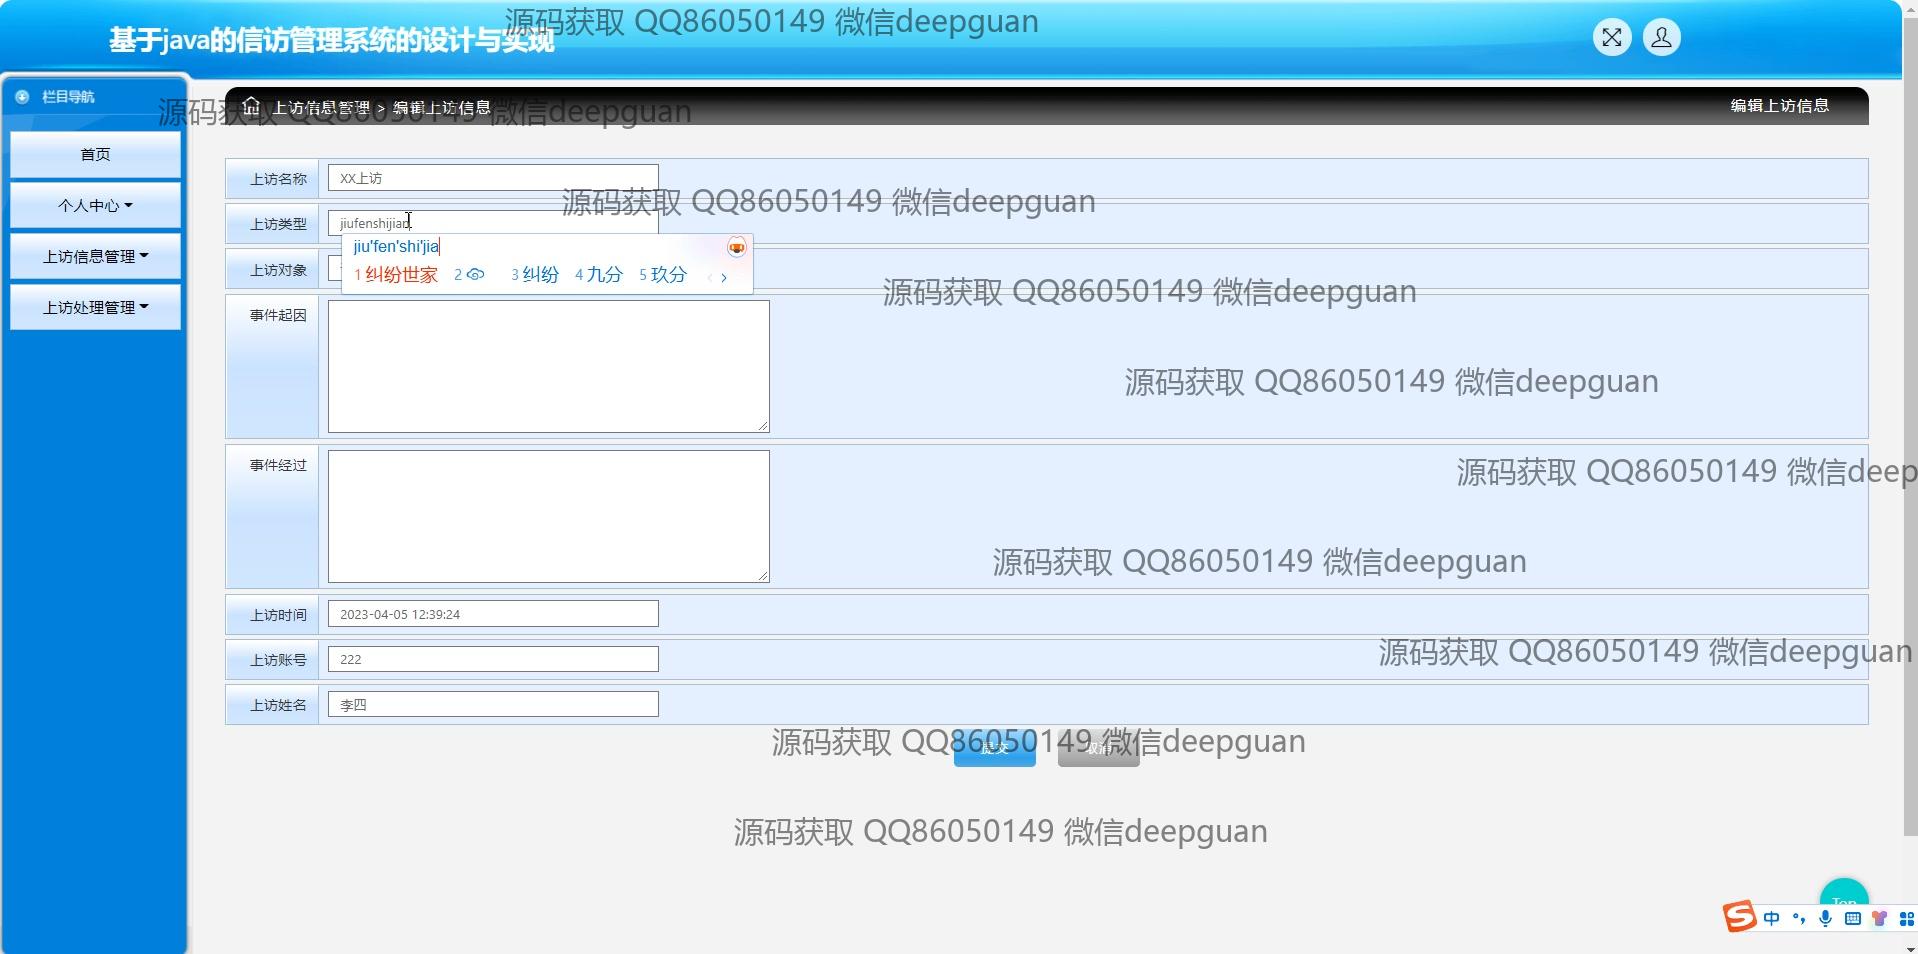 源码获取 QQ86050149 微信deepguan
基于java的信访管理系统的设计与实现
栏目导航
首页
个人中心
上访信息管理
上访处理管理
上访信息管理 > 编辑上访信息
编辑上访信息
源码获取 QQ86050149 微信deepguan
上访名称 XX上访
源码获取 QQ86050149 微信deepguan
上访类型 jiufenshijian
jiu'fen'shi'jia
1 纠纷世家 2 3 纠纷 4 九分 5 玖分
上访对象
源码获取 QQ86050149 微信deepguan
事件起因
源码获取 QQ86050149 微信deepguan
事件经过
源码获取 QQ86050149 微信deep
源码获取 QQ86050149 微信deepguan
上访时间 2023-04-05 12:39:24
上访账号 222
源码获取 QQ86050149 微信deepguan
上访姓名 李四
源码获取 QQ86050149 微信deepguan
提交 取消
源码获取 QQ86050149 微信deepguan
Top
中